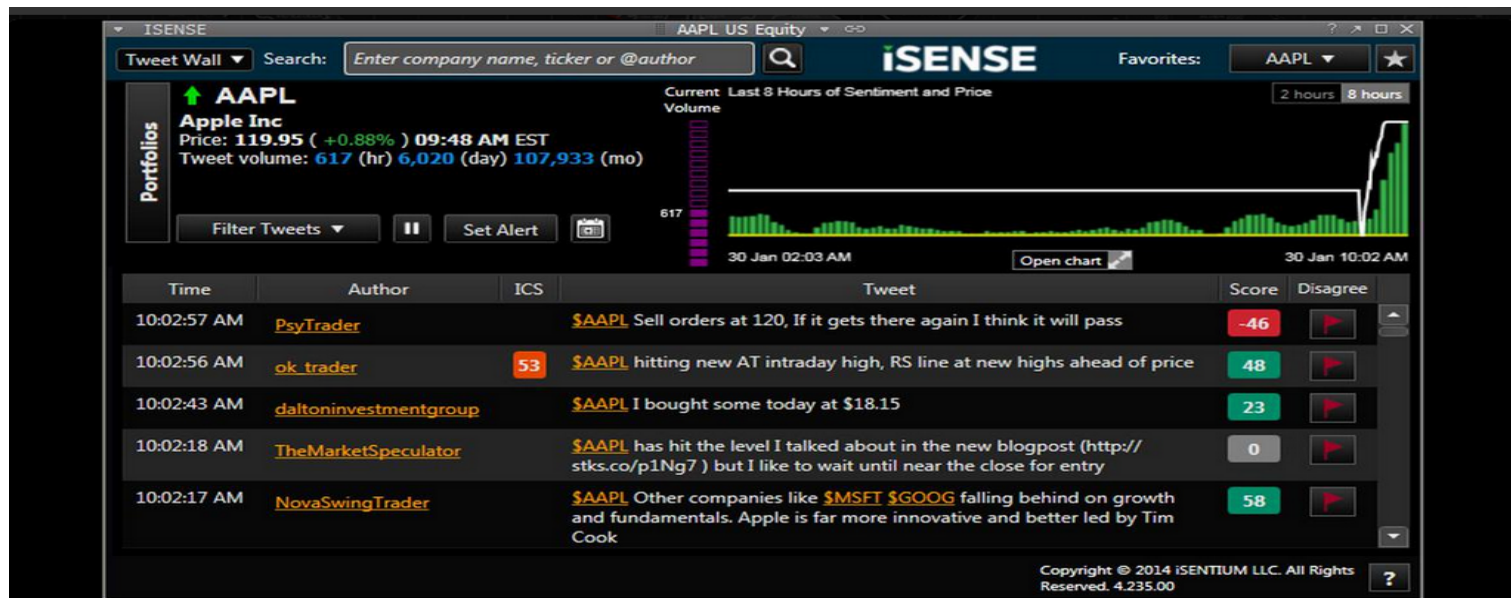 ISENSE
AAPL US Equity
Tweet Wall
Search:
Enter company name, ticker or @author
iSENSE
Favorites:
AAPL
Portfolios
AAPL
Apple Inc
Price: 119.95 ( +0.88% ) 09:48 AM EST
Tweet volume: 617 (hr) 6,020 (day) 107,933 (mo)
Filter Tweets
Set Alert
Current Volume
617
Last 8 Hours of Sentiment and Price
2 hours 8 hours
30 Jan 02:03 AM
Open chart
30 Jan 10:02 AM
Time Author ICS Tweet Score Disagree
10:02:57 AM PsyTrader $AAPL Sell orders at 120, If it gets there again I think it will pass -46
10:02:56 AM ok_trader 53 $AAPL hitting new AT intraday high, RS line at new highs ahead of price 48
10:02:43 AM daltoninvestmentgroup $AAPL I bought some today at $18.15 23
10:02:18 AM TheMarketSpeculator $AAPL has hit the level I talked about in the new blogpost (http://
stks.co/p1Ng7 ) but I like to wait until near the close for entry 0
10:02:17 AM NovaSwingTrader $AAPL Other companies like $MSFT $GOOG falling behind on growth
and fundamentals. Apple is far more innovative and better led by Tim
Cook 58
Copyright © 2014 iSENTIUM LLC. All Rights
Reserved. 4.235.00
?